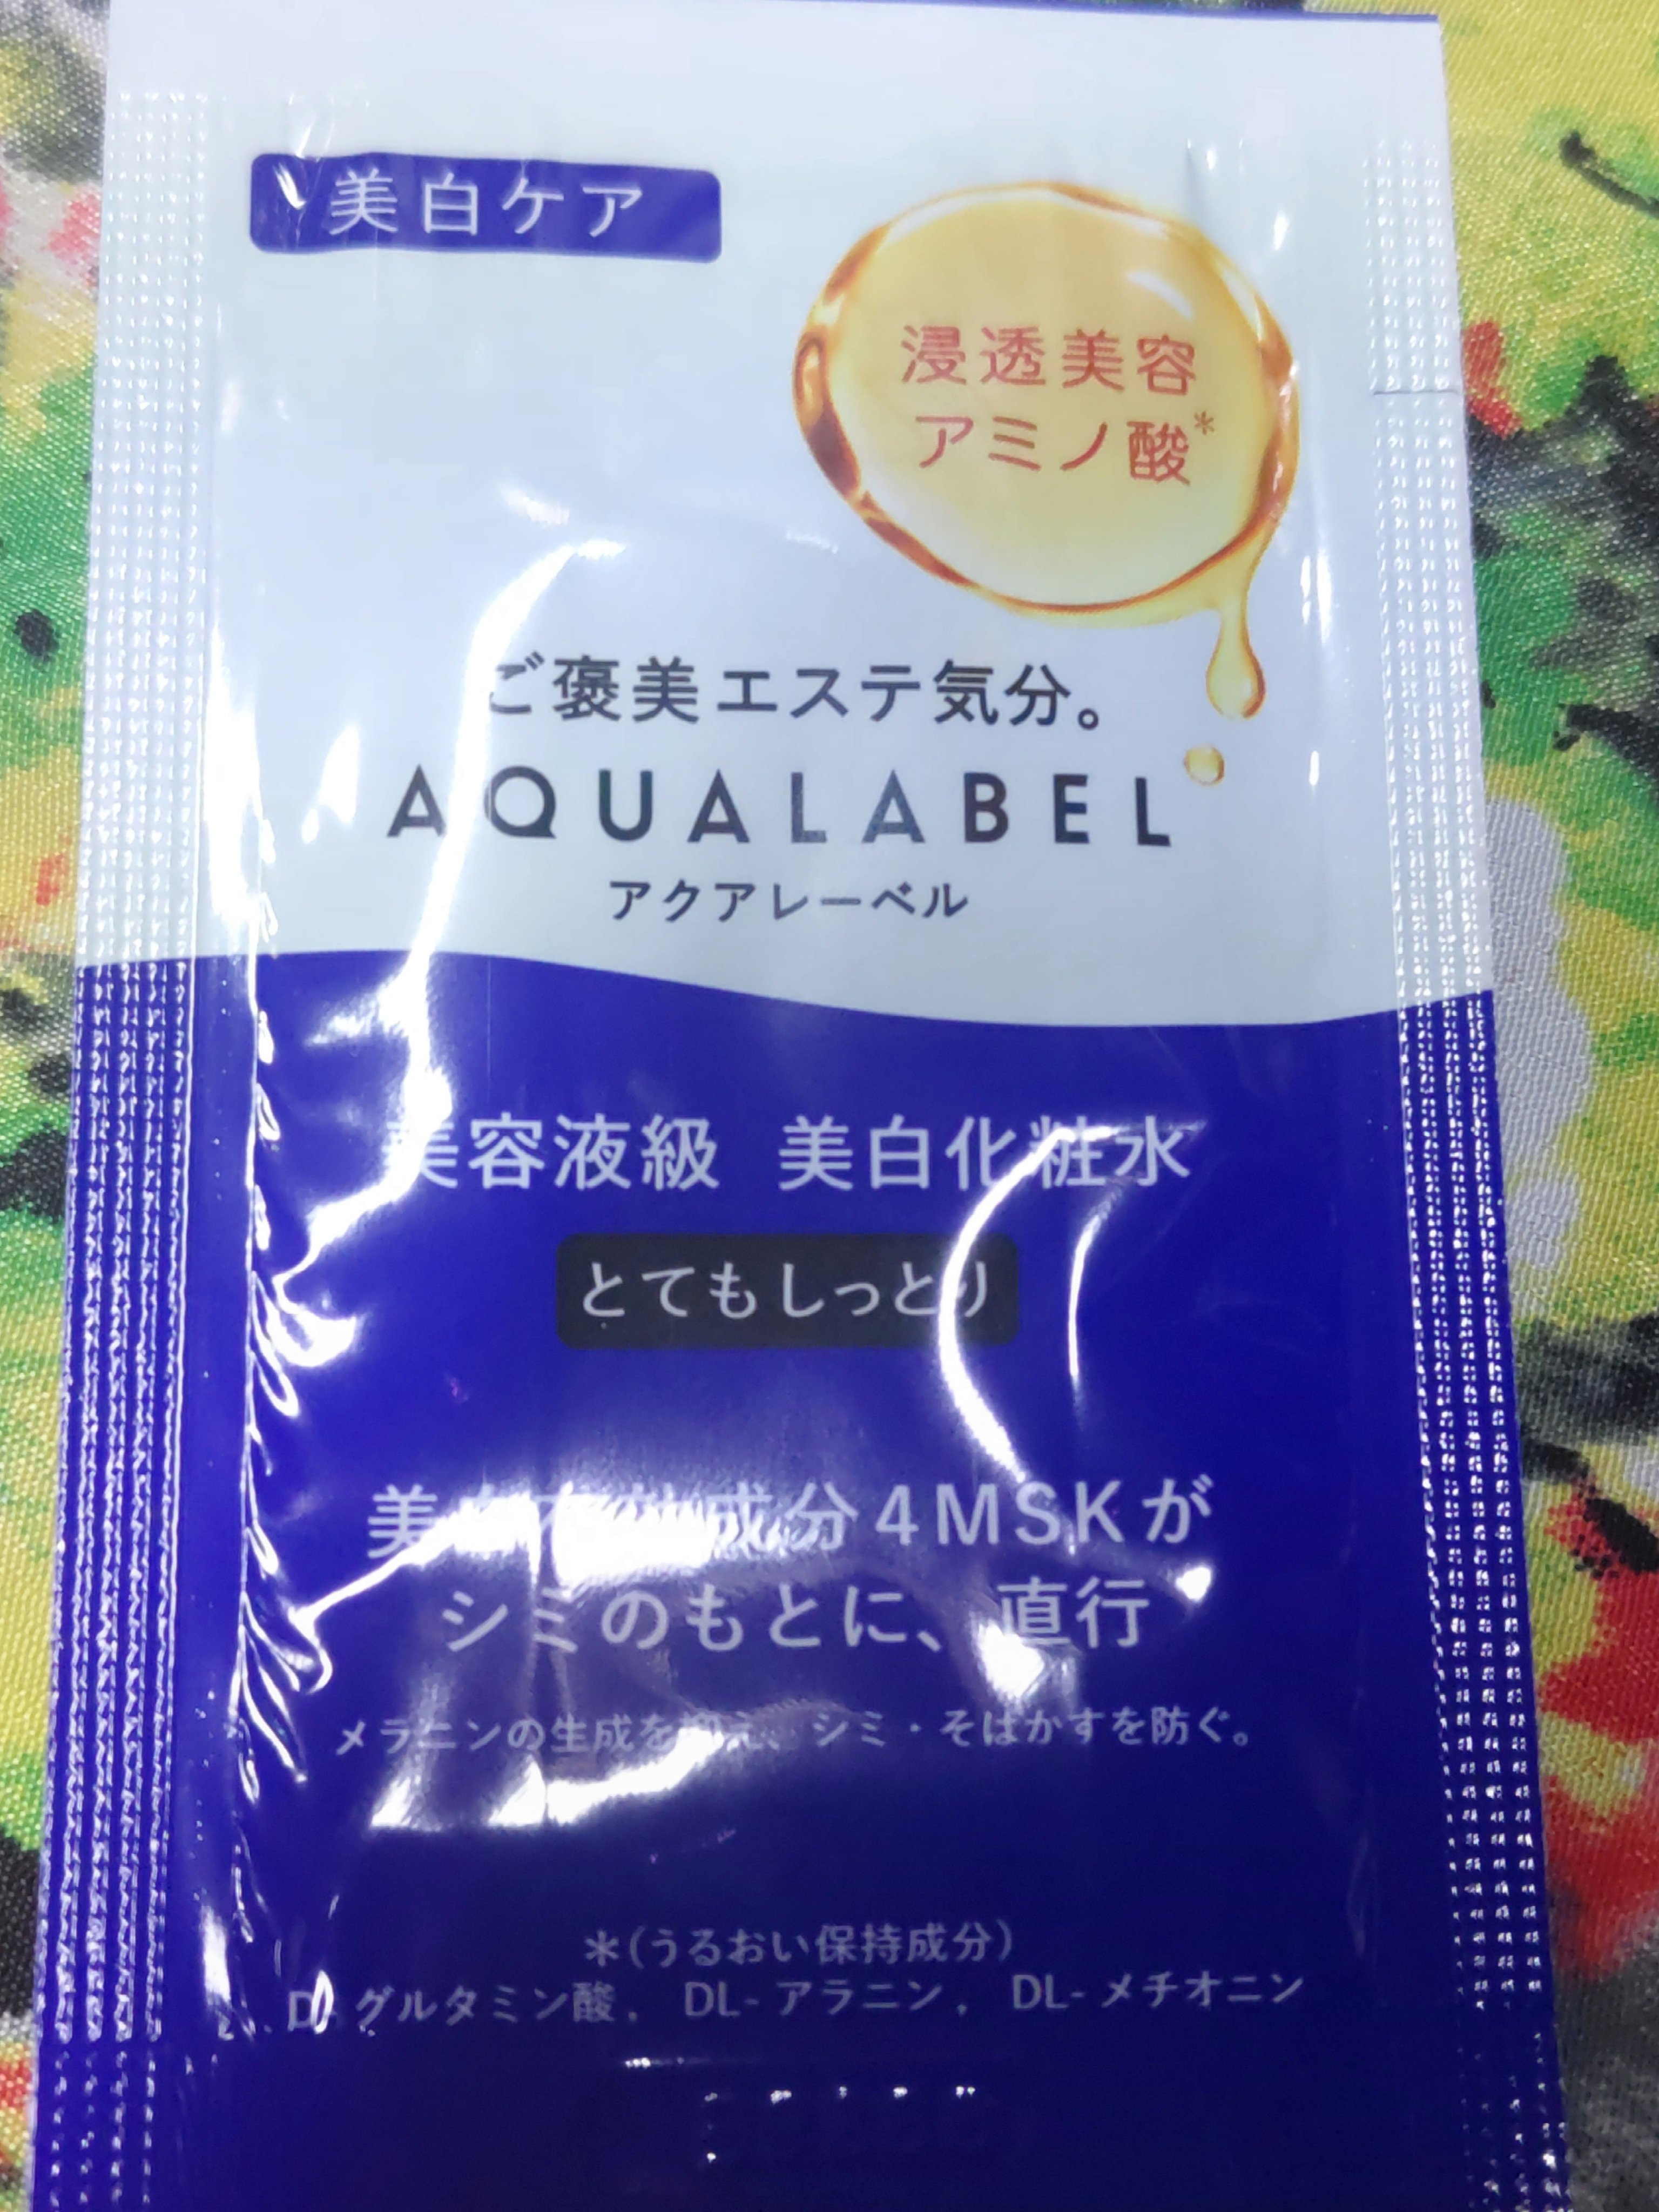 美白ケア
浸透美容
アミノ酸*
ご褒美エステ気分。
AQUALABEL
アクアレーベル
美容液級 美白化粧水
とてもしっとり
美白有効成分4MSKが
シミのもとに、直行
メラニンの生成を抑え、シミ・そばかすを防ぐ。
*(うるおい保持成分)
グルタミン酸, DL-アラニン, DL-メチオニン